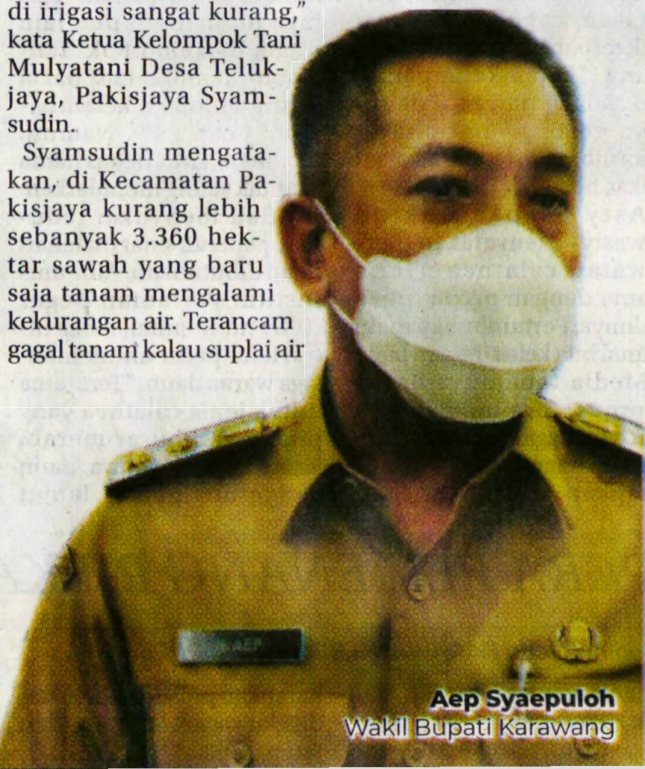 di irigasi sangat kurang,"
kata Ketua Kelompok Tani
Mulyatani Desa Teluk-
jaya, Pakisjaya Syam-
sudin.
Syamsudin mengata-
kan, di Kecamatan Pa-
kisjaya kurang lebih
sebanyak 3.360 hek-
tar sawah yang baru
saja tanam mengalami
kekurangan air. Terancam
gagal tanam kalau suplai air
AEP
Aep Syaepuloh
Wakil Bupati Karawang